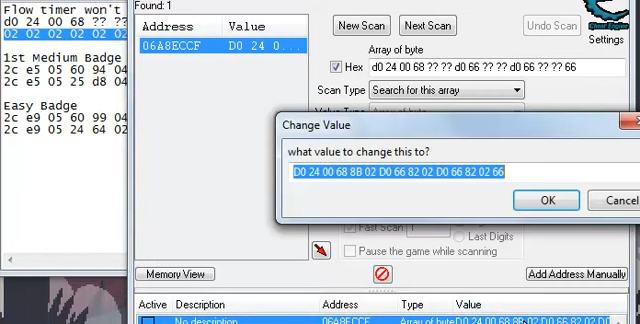 Flow timer won't
d0 24 00 68 ?? ??
02 02 02 02 02 02
1st Medium Badge
2c e5 05 60 94 04
2c e5 05 25 d8 04
Easy Badge
2c e9 05 60 99 04
2c e9 05 24 64 02
Found: 1
Address Value
06A8ECCF D0 24 0...
New Scan Next Scan Undo Scan
Settings
Array of byte
Hex d0 24 00 68 ?? ?? d0 66 ?? ?? d0 66 ?? ?? 66
Scan Type Search for this array
Value Type Array of byte
Change Value
what value to change this to?
D0 24 00 68 8B 02 D0 66 82 02 D0 66 82 02 66
OK Cancel
Fast Scan 1
Last Digits
Pause the game while scanning
Memory View Add Address Manually
Active Description Address Type Value
No description 06A8ECCF Array of byte D0 24 00 68 8B 02 D0 66 82 02 D0